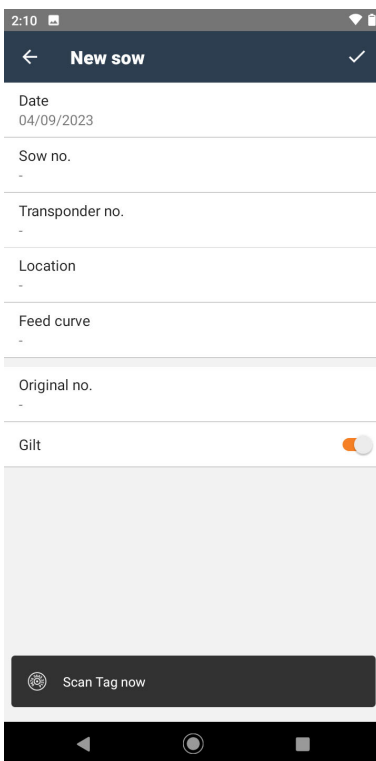 2:10
New sow
Date
04/09/2023
Sow no.
-
Transponder no.
-
Location
-
Feed curve
-
Original no.
-
Gilt
Scan Tag now